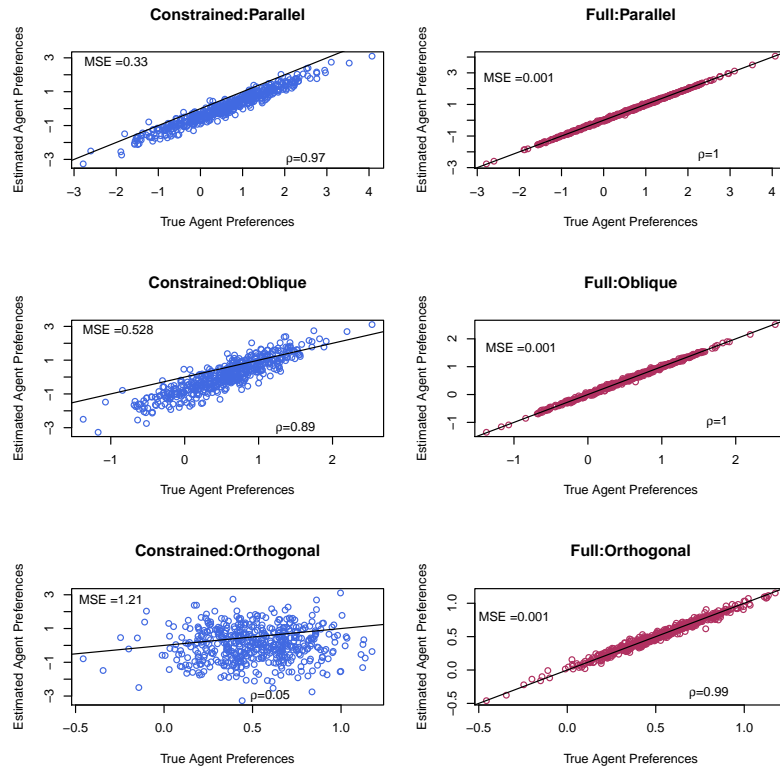 Constrained:Parallel
Estimated Agent Preferences
3
1
−1
−3
MSE =0.33
ρ=0.97
−3 −2 −1 0 1 2 3 4
True Agent Preferences
Full:Parallel
Estimated Agent Preferences
3
1
−1
−3
MSE =0.001
ρ=1
−3 −2 −1 0 1 2 3 4
True Agent Preferences
Constrained:Oblique
Estimated Agent Preferences
3
1
−1
−3
MSE =0.528
ρ=0.89
−1 0 1 2
True Agent Preferences
Full:Oblique
Estimated Agent Preferences
2
1
0
−1
MSE =0.001
ρ=1
−1 0 1 2
True Agent Preferences
Constrained:Orthogonal
Estimated Agent Preferences
3
1
−1
−3
MSE =1.21
ρ=0.05
−0.5 0.0 0.5 1.0
True Agent Preferences
Full:Orthogonal
Estimated Agent Preferences
1.0
0.5
0.0
−0.5
MSE =0.001
ρ=0.99
−0.5 0.0 0.5 1.0
True Agent Preferences